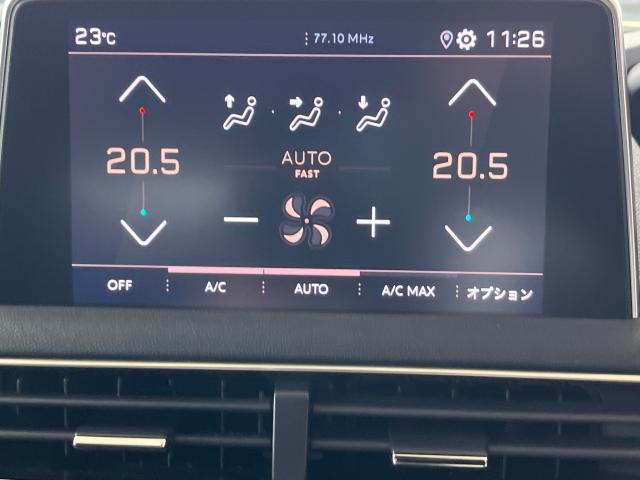 23°C 77.10 MHz 11:26
20.5 AUTO 20.5
FAST
OFF A/C AUTO A/C MAX オプション